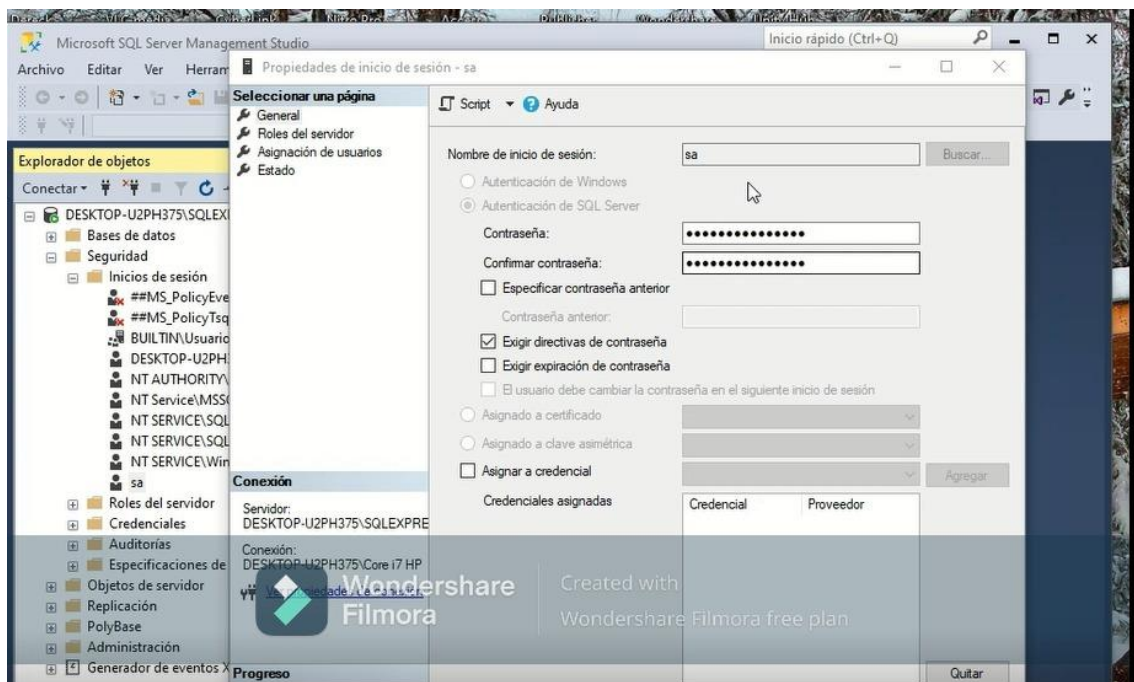 Microsoft SQL Server Management Studio
Inicio rápido (Ctrl+Q)
Archivo Editar Ver Herram
Propiedades de inicio de sesión - sa
Seleccionar una página
General
Roles del servidor
Asignación de usuarios
Estado
Script
Ayuda
Explorador de objetos
Conectar
DESKTOP-U2PH375\SQLEXP
Bases de datos
Seguridad
Inicios de sesión
##MS_PolicyEve
##MS_PolicyTsq
BUILTIN\Usuario
DESKTOP-U2PH
NT AUTHORITY\
NT Service\MSS
NT SERVICE\SQL
NT SERVICE\SQL
NT SERVICE\Win
sa
Roles del servidor
Credenciales
Auditorías
Especificaciones de
Objetos de servidor
Replicación
PolyBase
Administración
Generador de eventos X
Nombre de inicio de sesión: sa Buscar...
Autenticación de Windows
Autenticación de SQL Server
Contraseña: •••••••••••••••
Confirmar contraseña: •••••••••••••••
Especificar contraseña anterior
Contraseña anterior:
Exigir directivas de contraseña
Exigir expiración de contraseña
El usuario debe cambiar la contraseña en el siguiente inicio de sesión
Asignado a certificado
Asignado a clave asimétrica
Asignar a credencial Agregar
Credenciales asignadas Credencial Proveedor
Conexión
Servidor:
DESKTOP-U2PH375\SQLEXPRE
Conexión:
DESKTOP-U2PH375\Core i7 HP
Wondershare
Filmora
Created with
Wondershare Filmora free plan
Progreso
Quitar